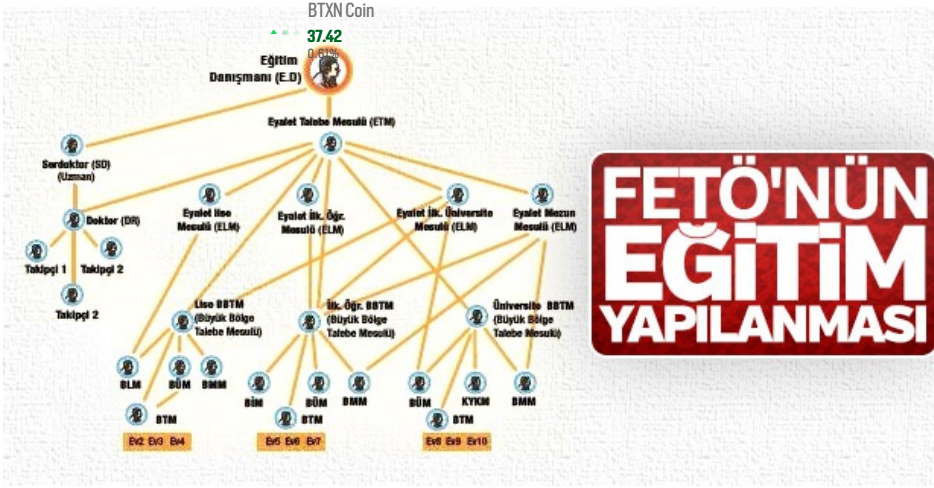 BTXN Coin
37.42
0.61%
Eğitim
Danışmanı (E.D)
Eyalet Talebe Mesulü (ETM)
Serdoktor (SD)
(Uzman)
Doktor (DR)
Takipçi 1
Takipçi 2
Takipçi 2
Eyalet lise
Mesulü (ELM)
Eyalet İlk. Öğr.
Mesulü (ELM)
Eyalet İlk. Üniversite
Mesulü (ELM)
Eyalet Mezun
Mesulü (ELM)
Lise BBTM
(Büyük Bölge
Talebe Mesulü)
İlk. Öğr. BBTM
(Büyük Bölge
Talebe Mesulü)
Üniversite BBTM
(Büyük Bölge
Talebe Mesulü)
BLM
BÜM
BMM
BTM
Ev2 Ev3 Ev4
BİM
BÜM
BMM
BTM
Ev5 Ev6 Ev7
BÜM
KYKM
BMM
BTM
Ev8 Ev9 Ev10
FETÖ'NÜN
EĞİTİM
YAPILANMASI